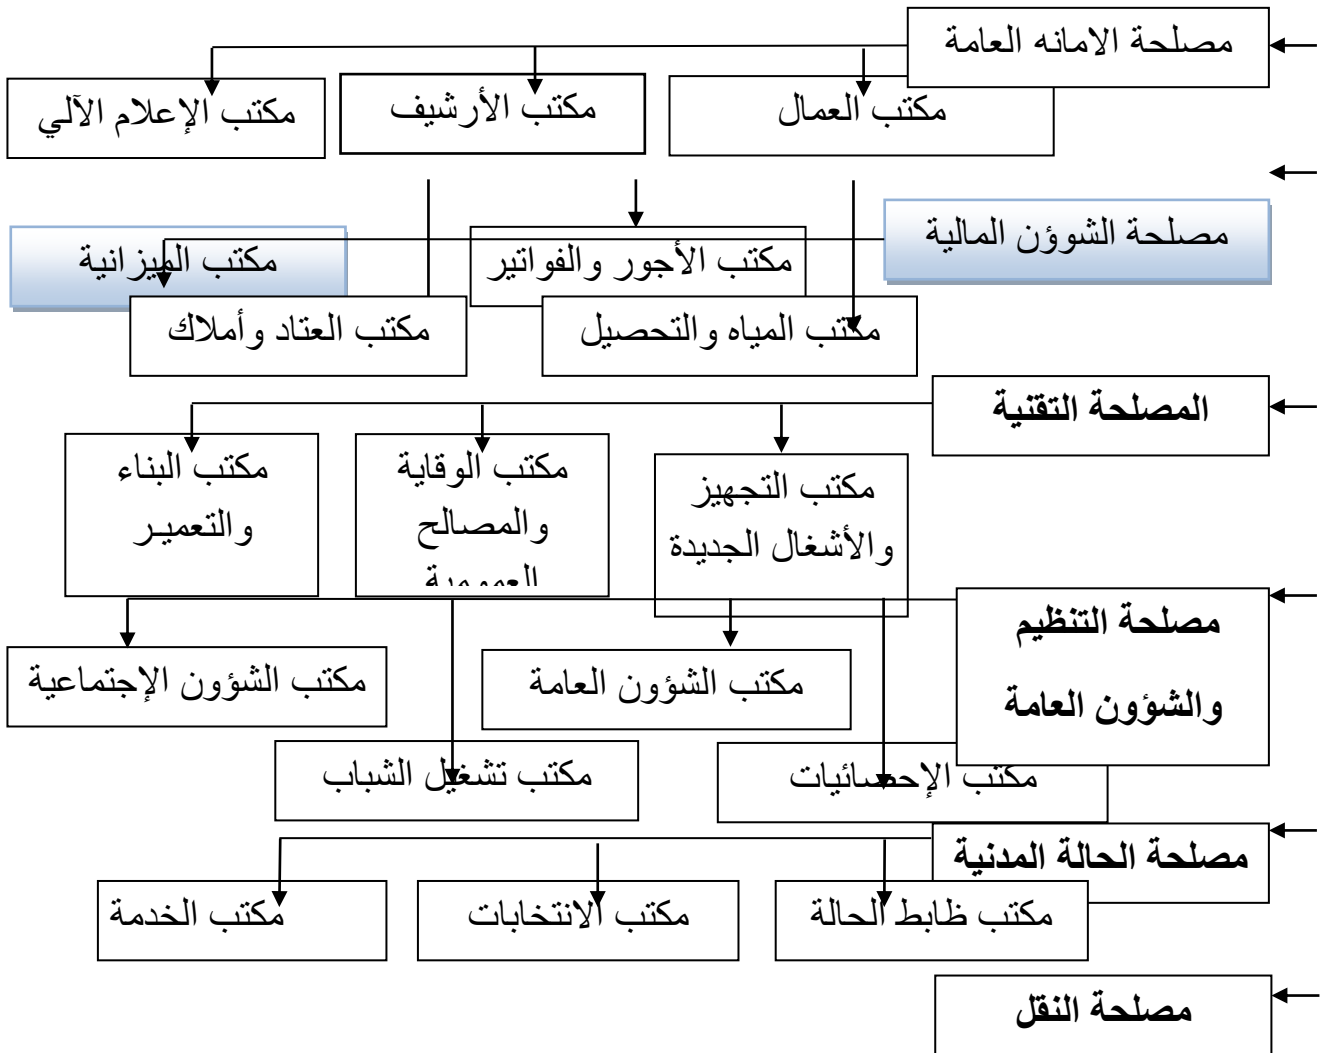 مصلحة الامانه العامة
مكتب العمال
مكتب الأرشيف
مكتب الإعلام الآلي
مصلحة الشوؤن المالية
مكتب الأجور والفواتير
مكتب الميزانية
مكتب المياه والتحصيل
مكتب العتاد وأملاك
المصلحة التقنية
مكتب التجهيز
والأشغال الجديدة
مكتب الوقاية
والمصالح
العمومية
مكتب البناء
والتعمير
مصلحة التنظيم
والشؤون العامة
مكتب الشؤون العامة
مكتب الشؤون الإجتماعية
مكتب الإحصائيات
مكتب تشغيل الشباب
مصلحة الحالة المدنية
مكتب ظابط الحالة
مكتب الانتخابات
مكتب الخدمة
مصلحة النقل